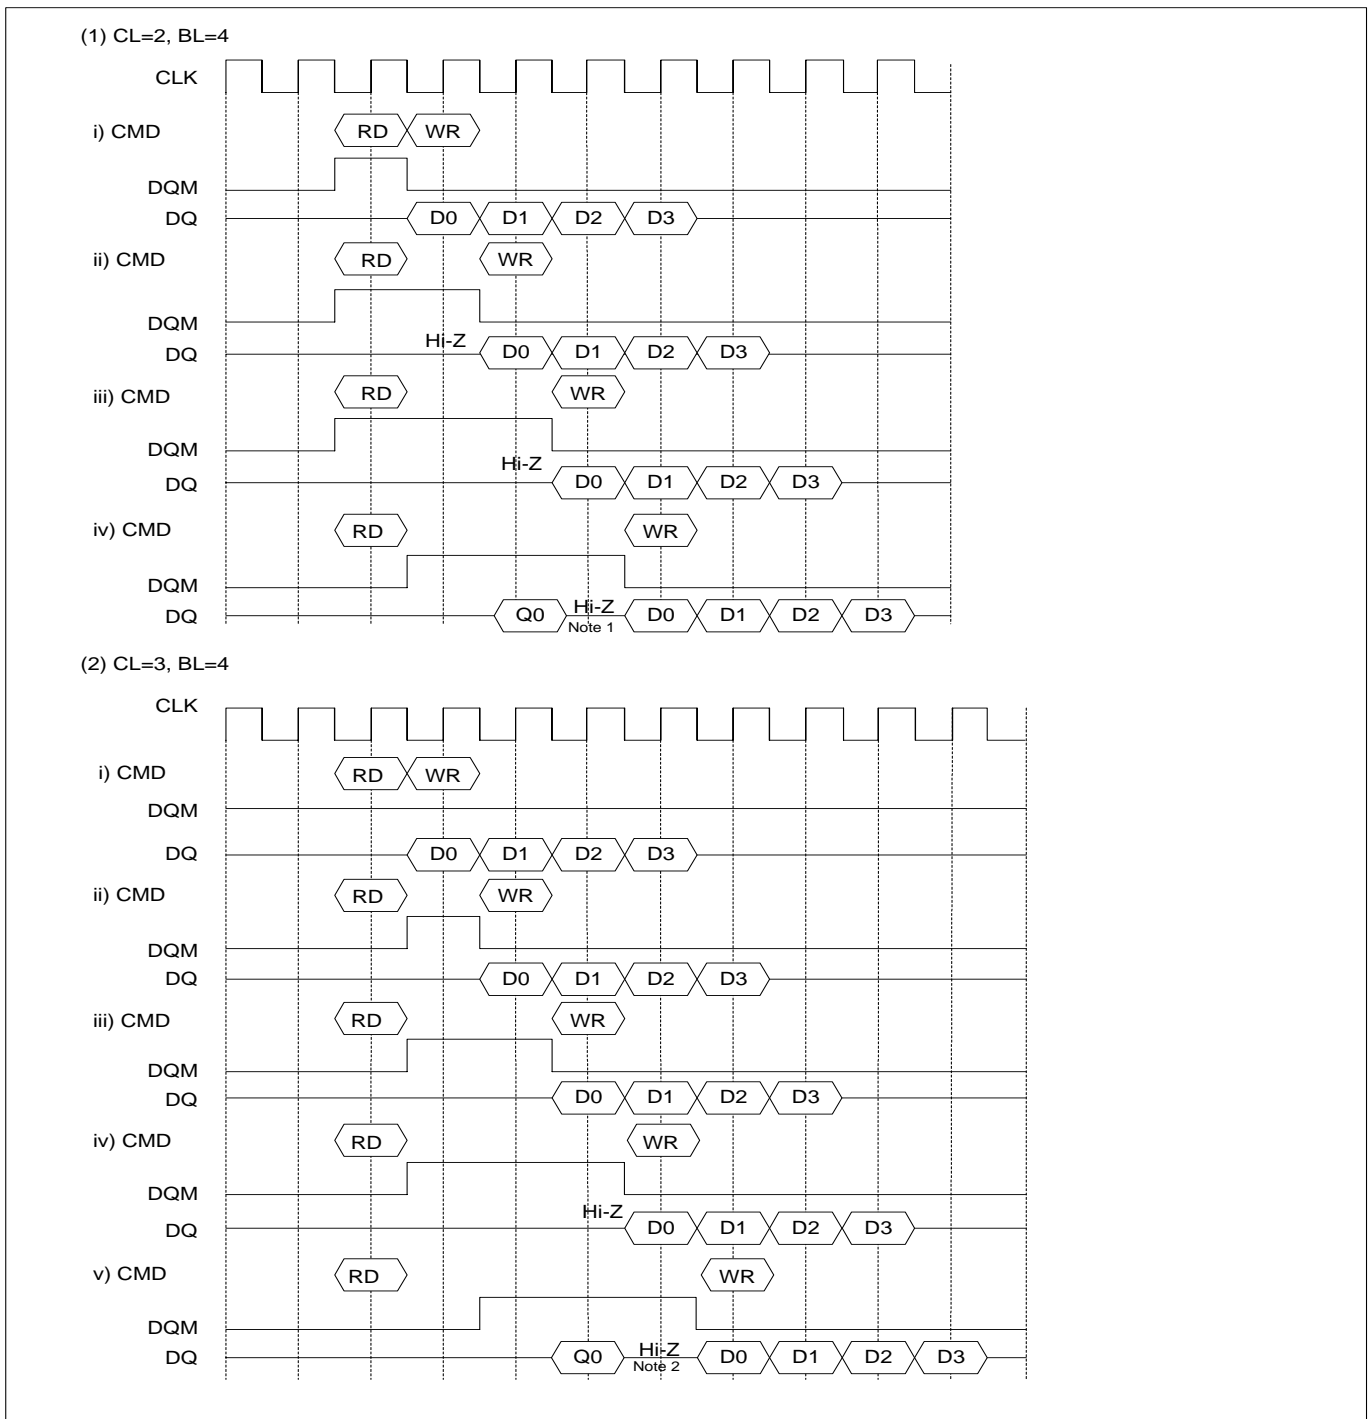 (1) CL=2, BL=4
CLK
i) CMD RD WR
DQM
DQ D0 D1 D2 D3
ii) CMD RD WR
DQM
DQ Hi-Z D0 D1 D2 D3
iii) CMD RD WR
DQM
DQ Hi-Z D0 D1 D2 D3
iv) CMD RD WR
DQM
DQ Q0 Hi-Z D0 D1 D2 D3
Note 1
(2) CL=3, BL=4
CLK
i) CMD RD WR
DQM
DQ D0 D1 D2 D3
ii) CMD RD WR
DQM
DQ D0 D1 D2 D3
iii) CMD RD WR
DQM
DQ D0 D1 D2 D3
iv) CMD RD WR
DQM
DQ Hi-Z D0 D1 D2 D3
v) CMD RD WR
DQM
DQ Q0 Hi-Z D0 D1 D2 D3
Note 2